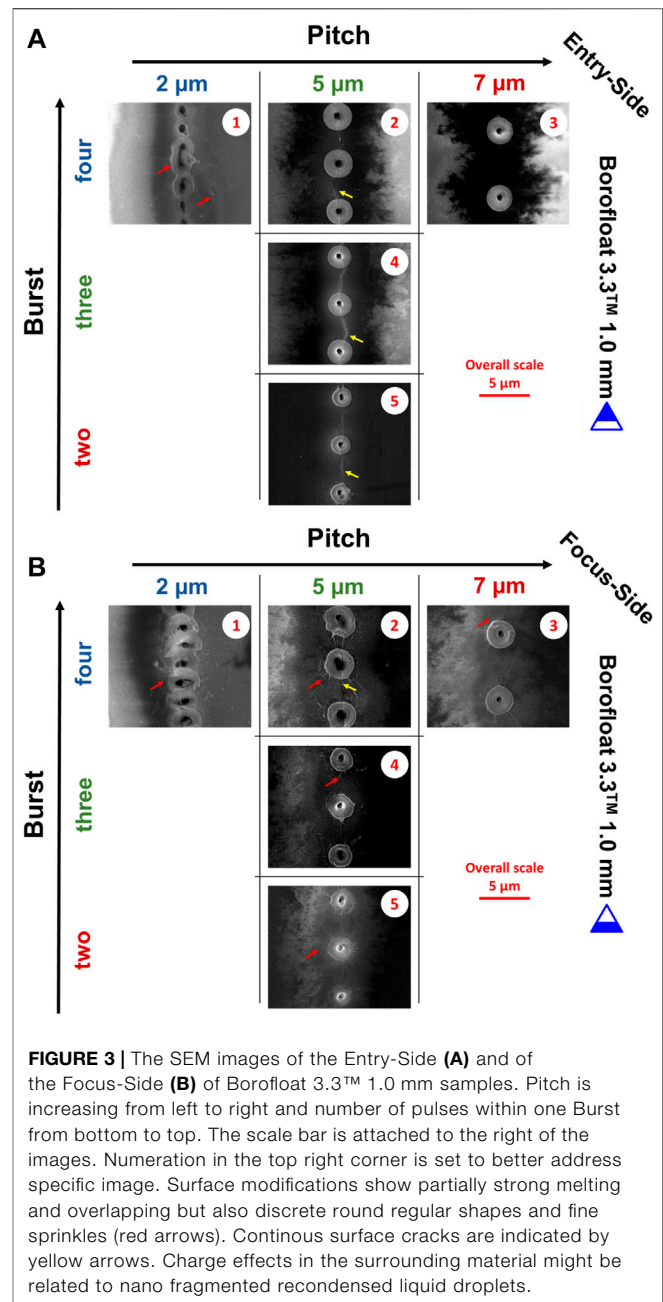 A
Pitch
Entry-Side
2 µm
5 µm
7 µm
1
2
3
four
4
three
5
two
Burst
Overall scale
5 µm
Borofloat 3.3™ 1.0 mm
B
Pitch
Focus-Side
2 µm
5 µm
7 µm
1
2
3
four
4
three
5
two
Burst
Overall scale
5 µm
Borofloat 3.3™ 1.0 mm
FIGURE 3 | The SEM images of the Entry-Side (A) and of
the Focus-Side (B) of Borofloat 3.3™ 1.0 mm samples. Pitch is
increasing from left to right and number of pulses within one Burst
from bottom to top. The scale bar is attached to the right of the
images. Numeration in the top right corner is set to better address
specific image. Surface modifications show partially strong melting
and overlapping but also discrete round regular shapes and fine
sprinkles (red arrows). Continous surface cracks are indicated by
yellow arrows. Charge effects in the surrounding material might be
related to nano fragmented recondensed liquid droplets.